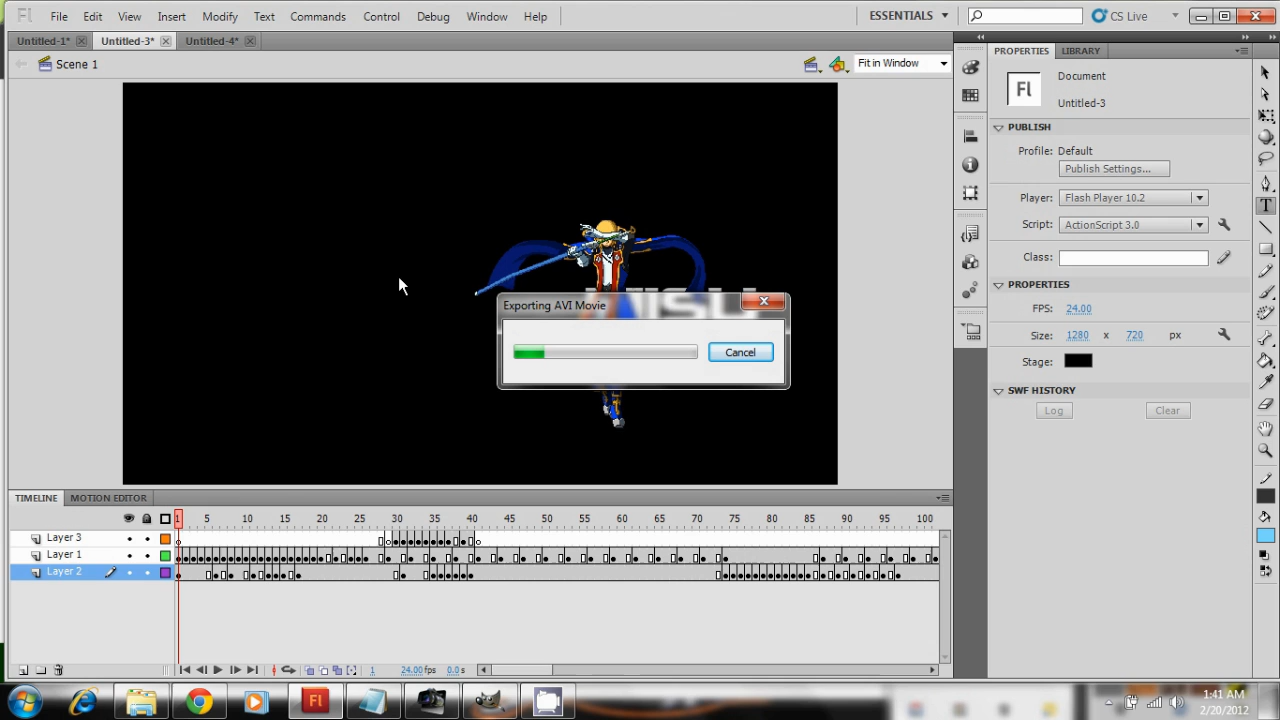 Fl File Edit View Insert Modify Text Commands Control Debug Window Help ESSENTIALS CS Live
Untitled-1* Untitled-3* Untitled-4*
Scene 1 Fit in Window
PROPERTIES LIBRARY
Fl Document
Untitled-3
PUBLISH
Profile: Default
Publish Settings...
Player: Flash Player 10.2
Script: ActionScript 3.0
Class:
PROPERTIES
FPS: 24.00
Size: 1280 x 720 px
Stage:
SWF HISTORY
Log Clear
Exporting AVI Movie
Cancel
TIMELINE MOTION EDITOR
1 5 10 15 20 25 30 35 40 45 50 55 60 65 70 75 80 85 90 95 100
Layer 3
Layer 1
Layer 2
1 24.00 fps 0.0 s
Fl
1:41 AM
2/20/2012